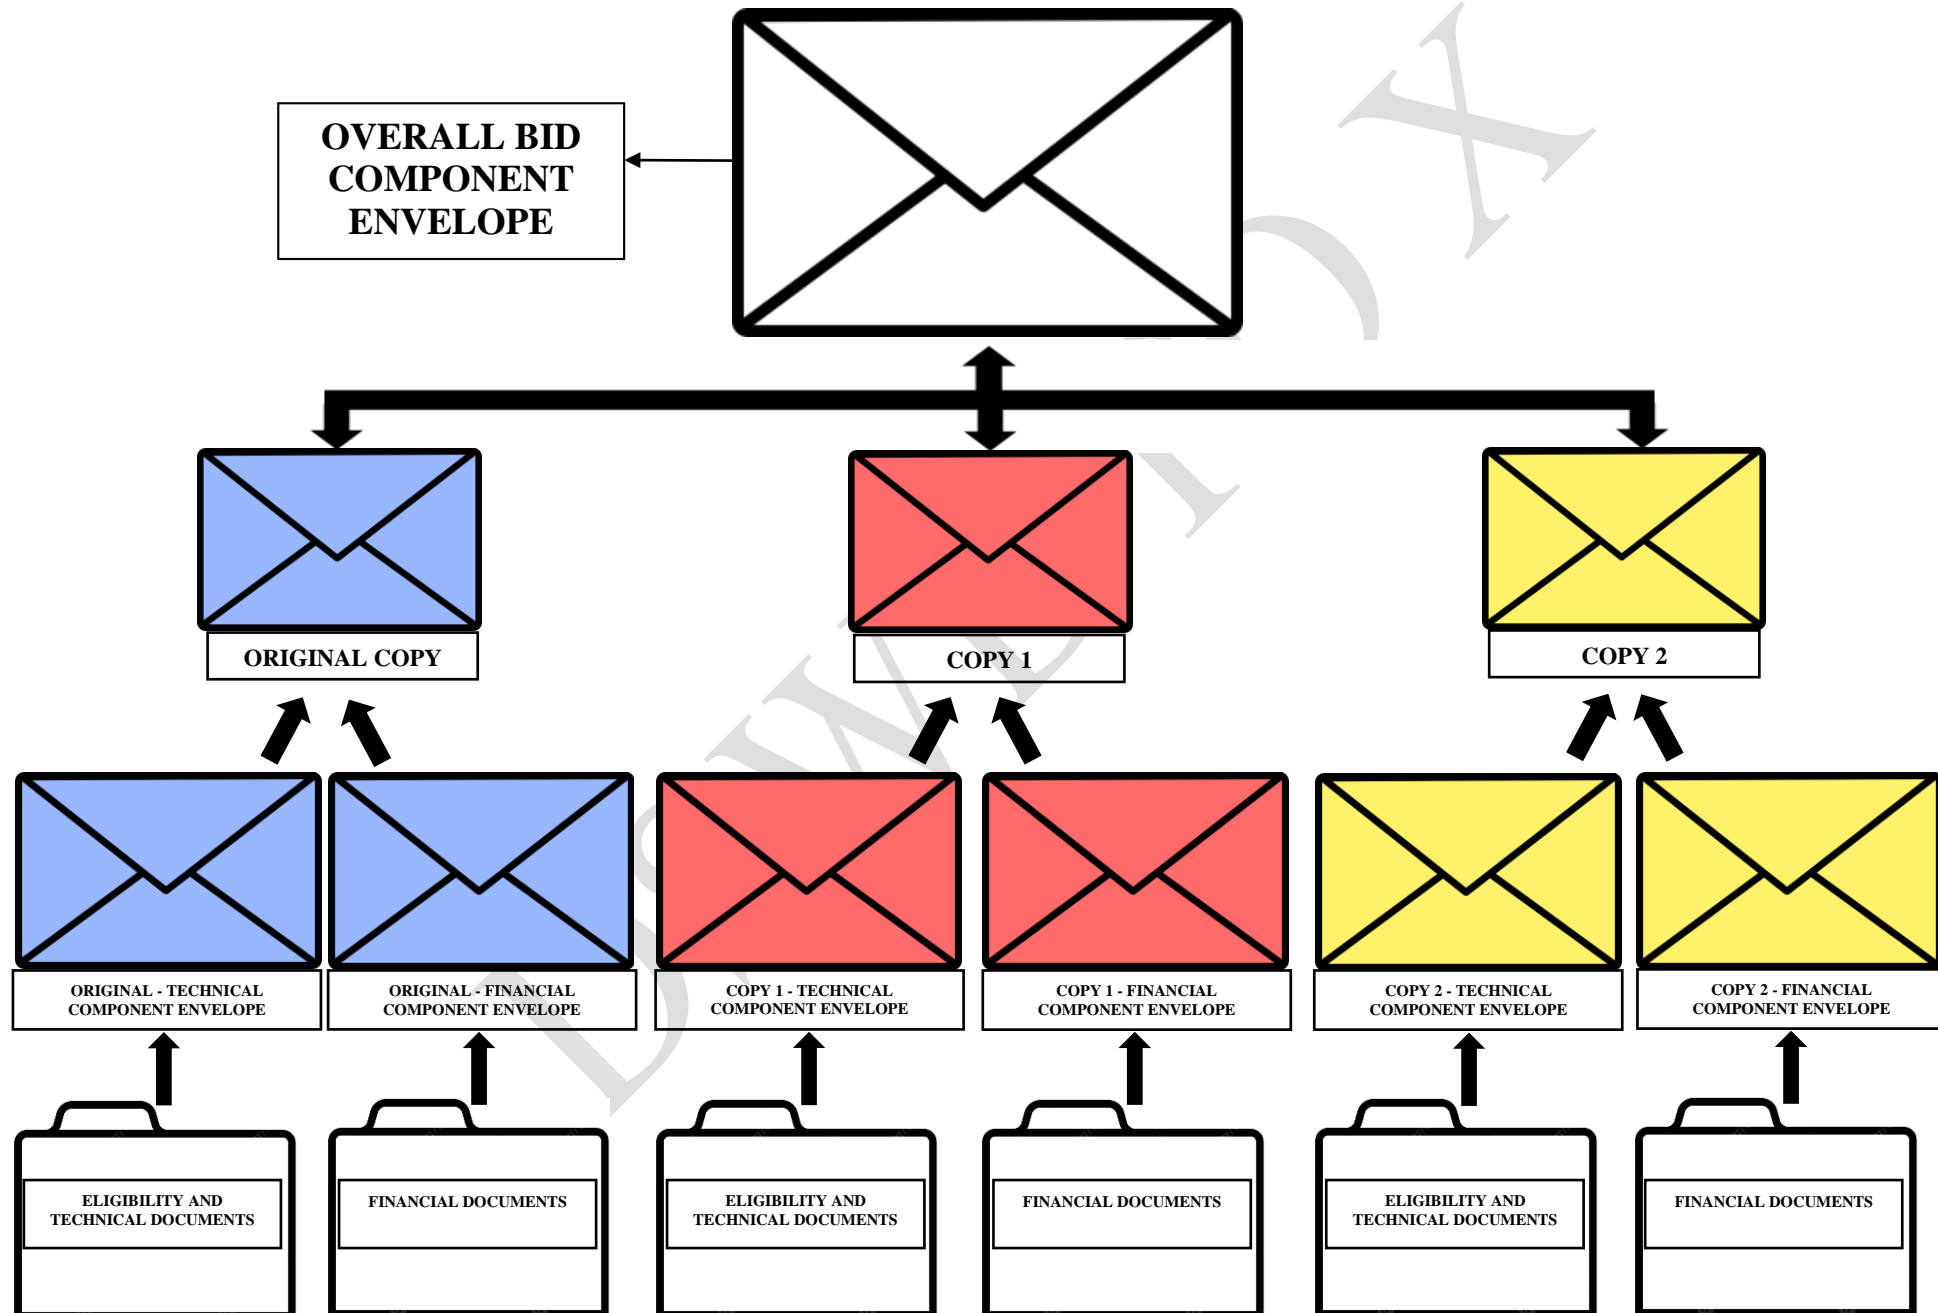 OVERALL BID
COMPONENT
ENVELOPE
ORIGINAL COPY
COPY 1
COPY 2
ORIGINAL - TECHNICAL
COMPONENT ENVELOPE
ORIGINAL - FINANCIAL
COMPONENT ENVELOPE
COPY 1 - TECHNICAL
COMPONENT ENVELOPE
COPY 1 - FINANCIAL
COMPONENT ENVELOPE
COPY 2 - TECHNICAL
COMPONENT ENVELOPE
COPY 2 - FINANCIAL
COMPONENT ENVELOPE
ELIGIBILITY AND
TECHNICAL DOCUMENTS
FINANCIAL DOCUMENTS
ELIGIBILITY AND
TECHNICAL DOCUMENTS
FINANCIAL DOCUMENTS
ELIGIBILITY AND
TECHNICAL DOCUMENTS
FINANCIAL DOCUMENTS